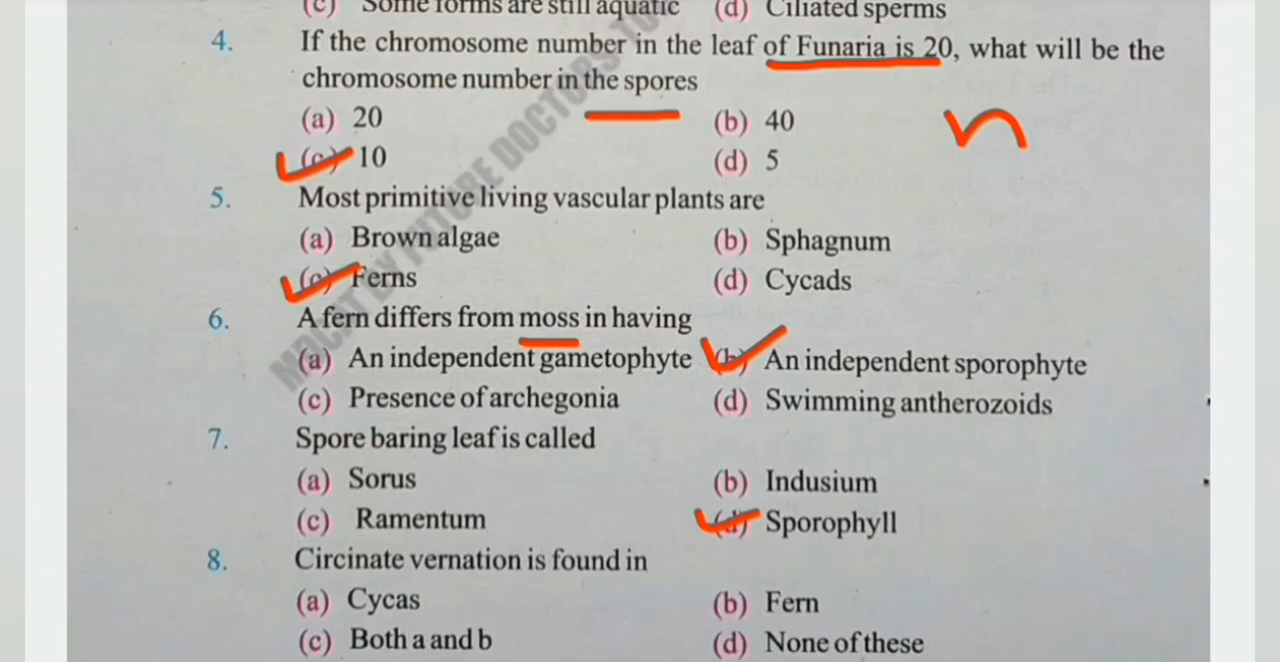 (c) Some forms are still aquatic (d) Ciliated sperms
4. If the chromosome number in the leaf of Funaria is 20, what will be the
chromosome number in the spores
(a) 20 (b) 40
(c) 10 (d) 5
5. Most primitive living vascular plants are
(a) Brown algae (b) Sphagnum
(c) Ferns (d) Cycads
6. A fern differs from moss in having
(a) An independent gametophyte (b) An independent sporophyte
(c) Presence of archegonia (d) Swimming antherozoids
7. Spore baring leaf is called
(a) Sorus (b) Indusium
(c) Ramentum (d) Sporophyll
8. Circinate vernation is found in
(a) Cycas (b) Fern
(c) Both a and b (d) None of these
BY FUTURE DOCTORS